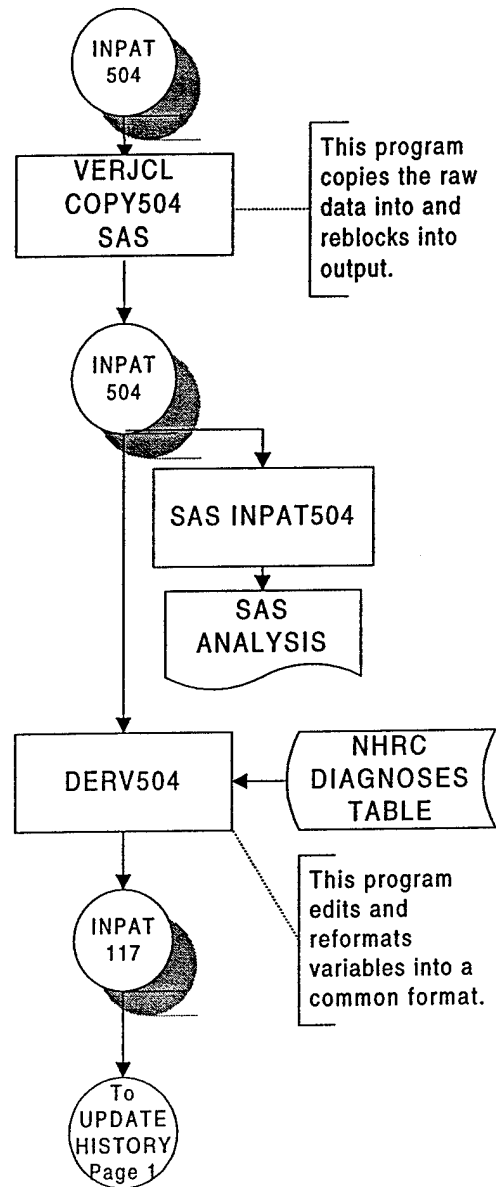 INPAT
504
VERJCL
COPY504
SAS
This program
copies the raw
data into and
reblocks into
output.
INPAT
504
SAS INPAT504
SAS
ANALYSIS
DERV504
NHRC
DIAGNOSES
TABLE
This program
edits and
reformats
variables into a
common format.
INPAT
117
To
UPDATE
HISTORY
Page 1